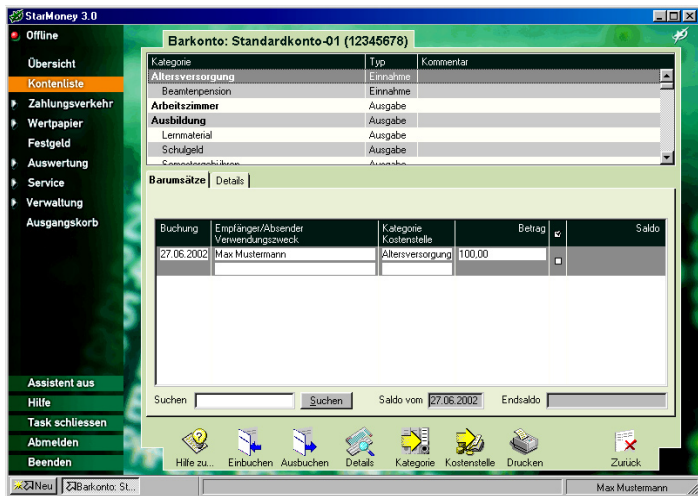 StarMoney 3.0
Offline
Übersicht
Kontenliste
Zahlungsverkehr
Wertpapier
Festgeld
Auswertung
Service
Verwaltung
Ausgangskorb
Assistent aus
Hilfe
Task schliessen
Abmelden
Beenden
Barkonto: Standardkonto-01 (12345678)
Kategorie Typ Kommentar
Altersversorgung Einnahme
Beamtenpension Einnahme
Arbeitszimmer Ausgabe
Ausbildung Ausgabe
Lernmaterial Ausgabe
Schulgeld Ausgabe
Semestergebühren Ausgabe
Barumsätze Details
Buchung Empfänger/Absender Kategorie Betrag Saldo
Verwendungszweck Kostenstelle
27.06.2002 Max Mustermann Altersversorgung 100,00
Suchen Suchen Saldo vom 27.06.2002 Endsaldo
Hilfe zu... Einbuchen Ausbuchen Details Kategorie Kostenstelle Drucken Zurück
Neu Barkonto: St... Max Mustermann